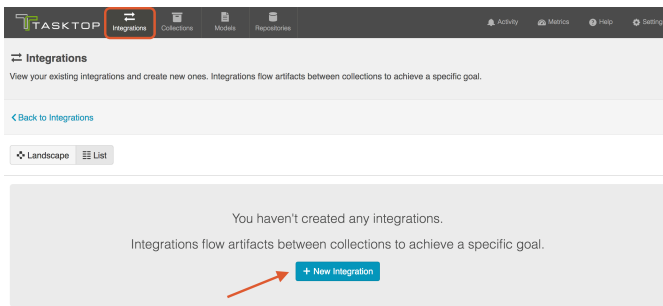 TASKTOP Integrations Collections Models Repositories Activity Metrics Help Setting
Integrations
View your existing integrations and create new ones. Integrations flow artifacts between collections to achieve a specific goal.
Back to Integrations
Landscape List
You haven't created any integrations.
Integrations flow artifacts between collections to achieve a specific goal.
+ New Integration